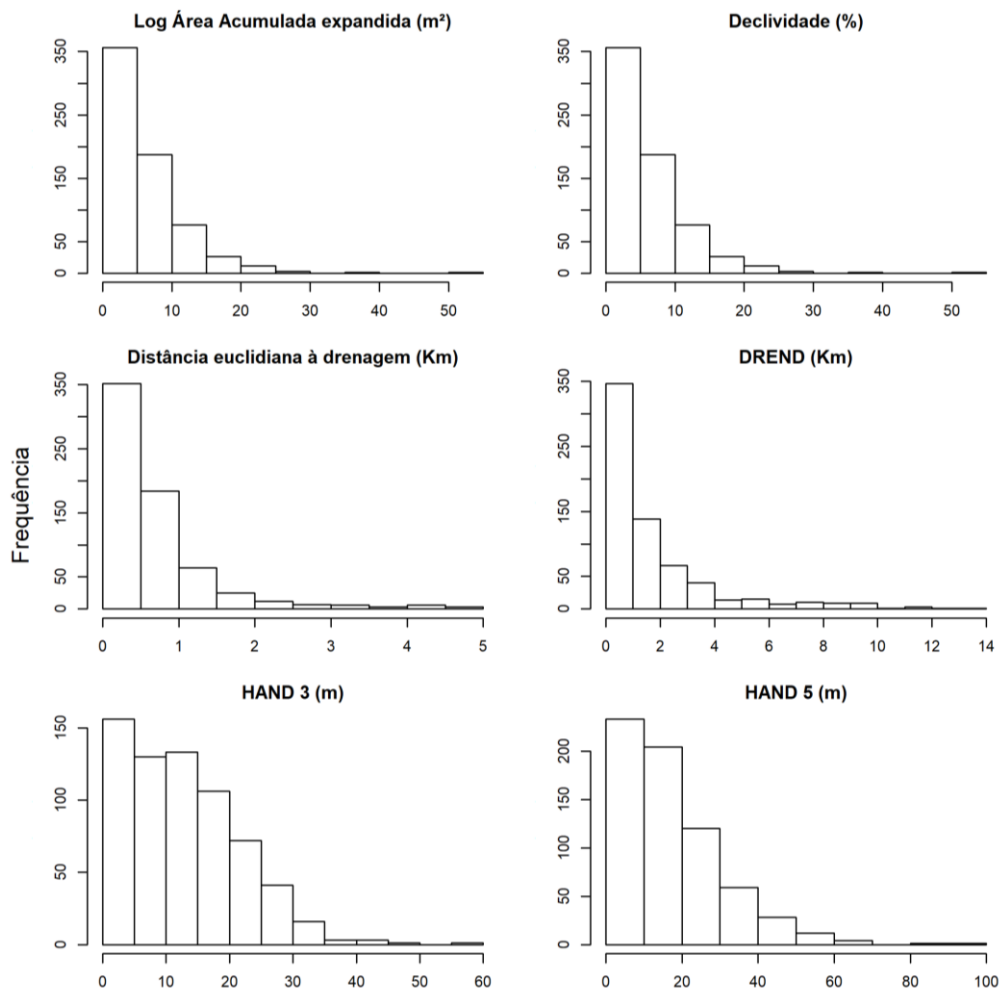 Log Área Acumulada expandida (m²)
Declividade (%)
350
250
150
50
0
0 10 20 30 40 50
350
250
150
50
0
0 10 20 30 40 50
Distância euclidiana à drenagem (Km)
DREND (Km)
Frequência
350
250
150
50
0
0 1 2 3 4 5
350
250
150
50
0
0 2 4 6 8 10 12 14
HAND 3 (m)
HAND 5 (m)
150
100
50
0
0 10 20 30 40 50 60
200
150
100
50
0
0 20 40 60 80 100